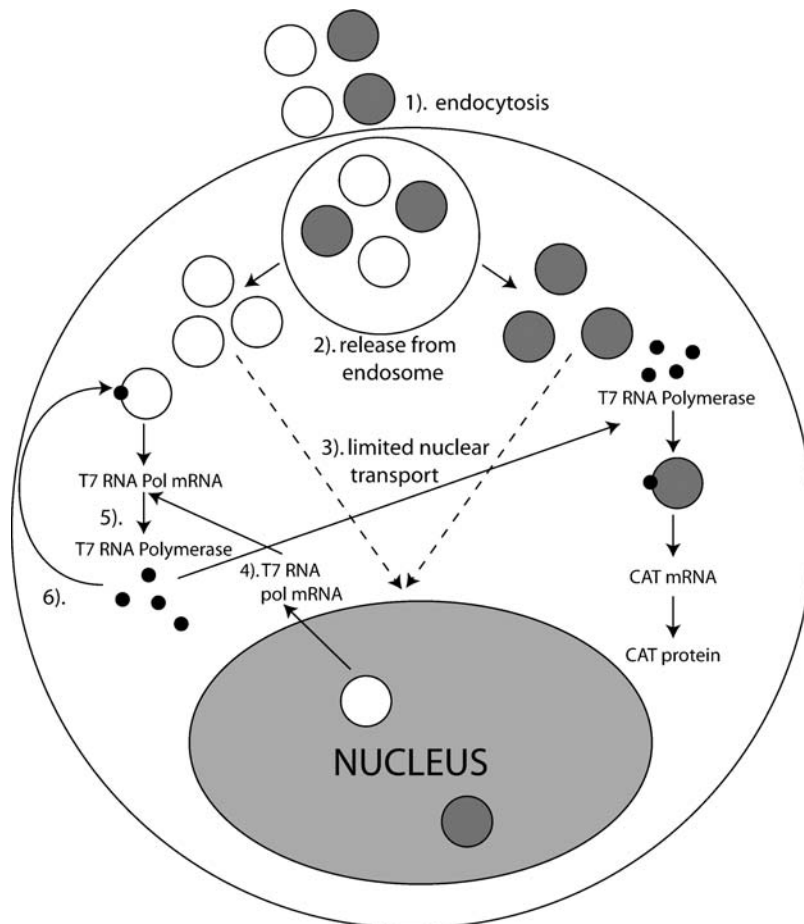 1). endocytosis
2). release from
endosome
T7 RNA Polymerase
3). limited nuclear
transport
T7 RNA Pol mRNA
5).
T7 RNA Polymerase
4). T7 RNA
pol mRNA
6).
CAT mRNA
CAT protein
NUCLEUS